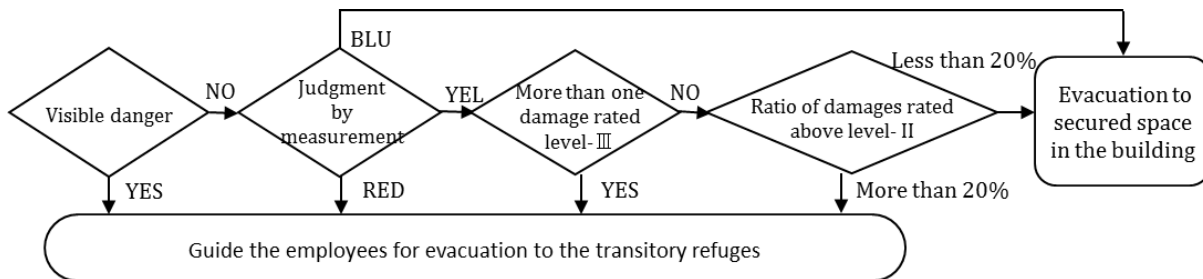 BLU
Less than 20%
Visible danger
NO
Judgment
by
measurement
YEL
More than one
damage rated
level-Ⅲ
NO
Ratio of damages rated
above level- II
Evacuation to
secured space
in the building
YES
RED
YES
More than 20%
Guide the employees for evacuation to the transitory refuges